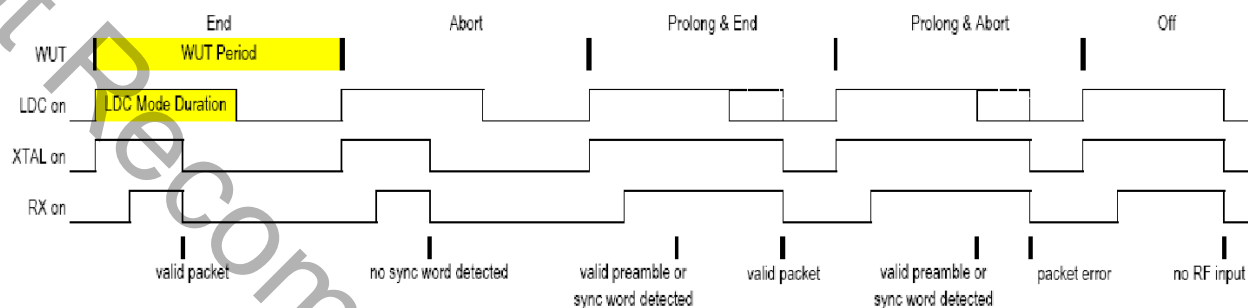 End Abort Prolong & End Prolong & Abort Off
WUT WUT Period
LDC on LDC Mode Duration
XTAL on
RX on
valid packet no sync word detected valid preamble or valid packet valid preamble or packet error no RF input
sync word detected sync word detected
t Recom